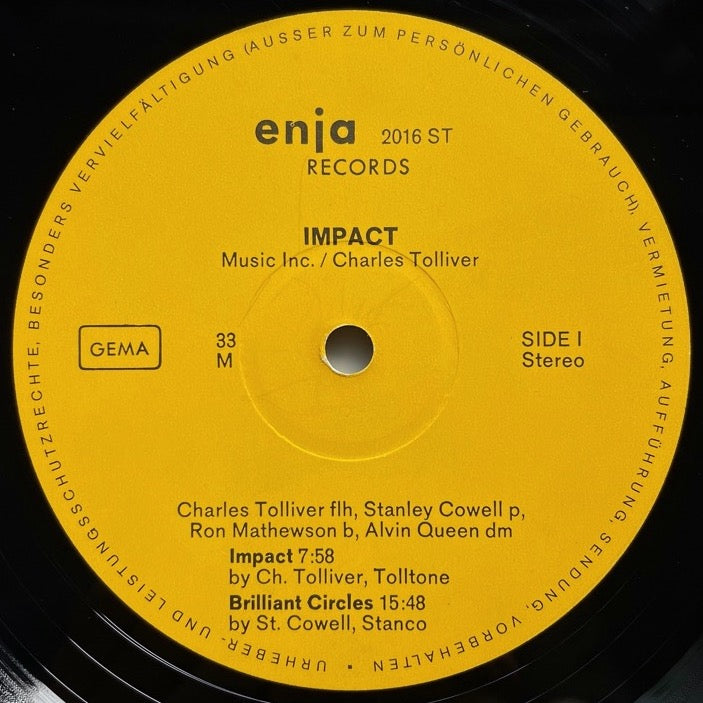 enja 2016 ST
RECORDS
IMPACT
Music Inc. / Charles Tolliver
GEMA
33
M
SIDE I
Stereo
Charles Tolliver flh, Stanley Cowell p,
Ron Mathewson b, Alvin Queen dm
Impact 7:58
by Ch. Tolliver, Tolltone
Brilliant Circles 15:48
by St. Cowell, Stanco
URHEBER- UND LEISTUNGSSCHUTZRECHTE, BESONDERS VERVIELFÄLTIGUNG (AUSSER ZUM PERSÖNLICHEN GEBRAUCH), VERMIETUNG, AUFFÜHRUNG, SENDUNG, VORBEHALTEN •